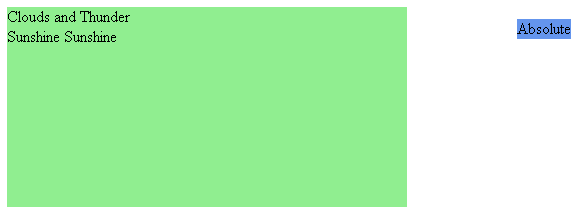 Clouds and Thunder
Sunshine Sunshine
Absolute